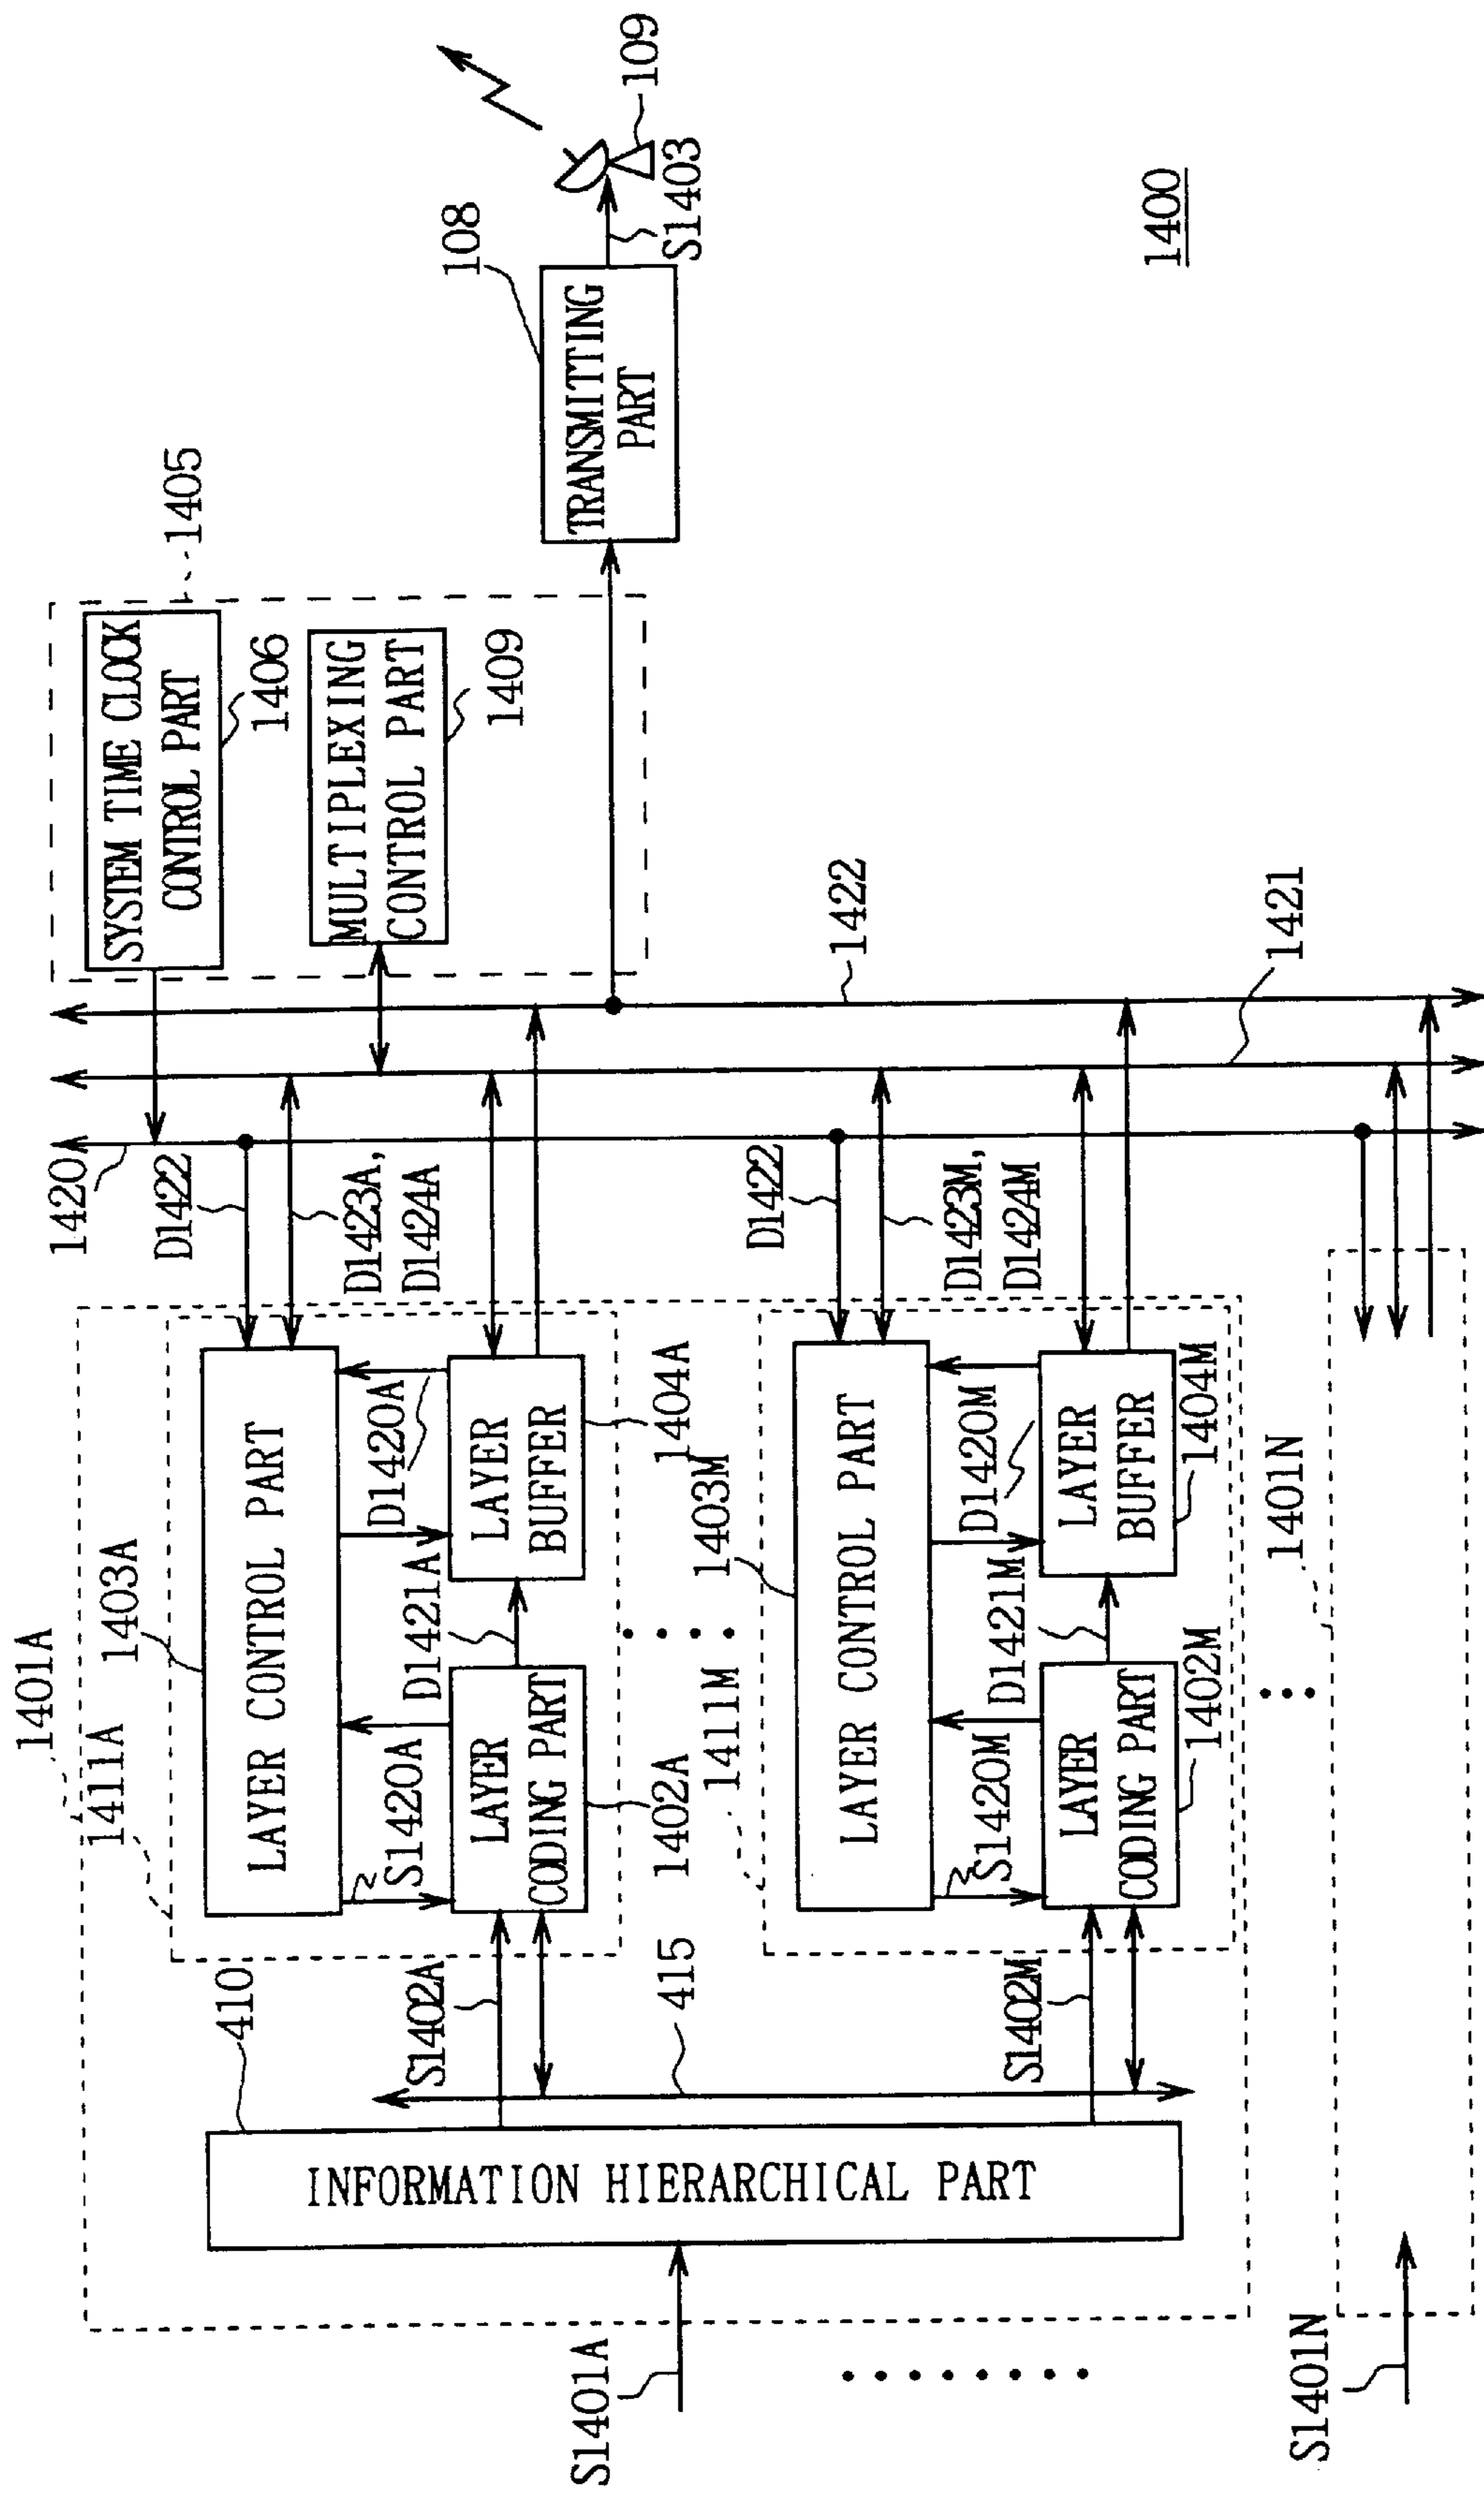 1401A
1411A
1403A
410
LAYER CONTROL PART
S1420A
D1421A
D1420A
LAYER
CODING PART
LAYER
BUFFER
1402A
1404A
S1402A
415
INFORMATION HIERARCHICAL PART
S1401A
1411M
1403M
LAYER CONTROL PART
S1420M
D1421M
D1420M
LAYER
CODING PART
LAYER
BUFFER
1402M
1404M
S1402M
1401N
S1401N
1420
D1422
D1423A,
D1424A
D1422
D1423M,
D1424M
1422
1421
SYSTEM TIME CLOCK
CONTROL PART
1405
1406
MULTIPLEXING
CONTROL PART
1409
TRANSMITTING
PART
108
S1403
109
1400